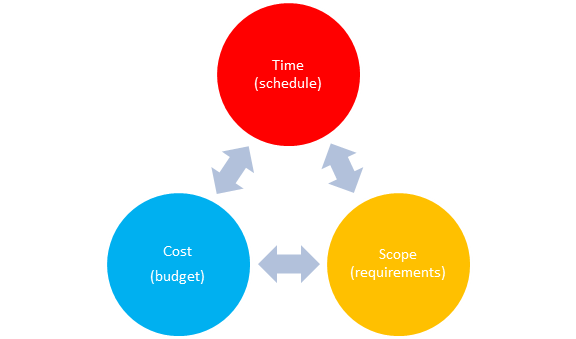 Time
(schedule)
Cost
(budget)
Scope
(requirements)